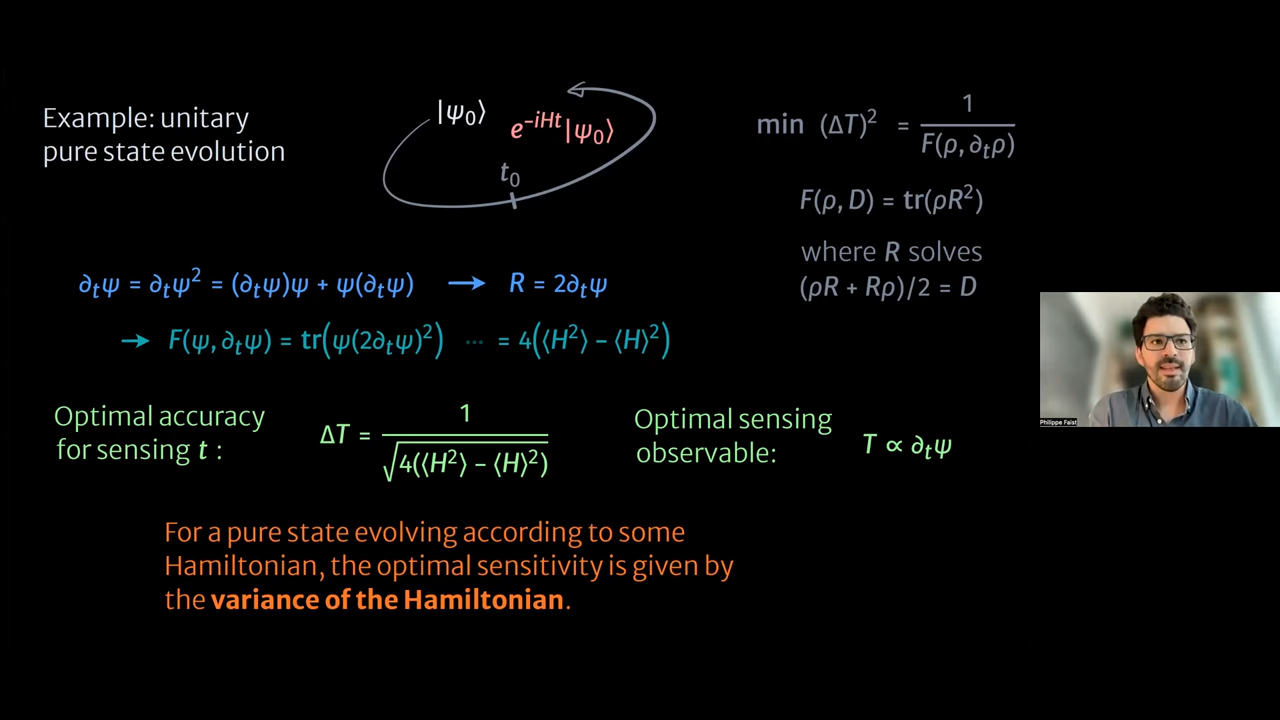 Example: unitary
pure state evolution
|ψ₀⟩
e^{-iHt}|ψ₀⟩
t₀
min (ΔT)² = 1 / F(ρ, ∂ₜρ)
F(ρ, D) = tr(ρR²)
where R solves
(ρR + Rρ)/2 = D
∂ₜψ = ∂ₜψ² = (∂ₜψ)ψ + ψ(∂ₜψ) → R = 2∂ₜψ
→ F(ψ, ∂ₜψ) = tr(ψ(2∂ₜψ)²) ··· = 4(⟨H²⟩ − ⟨H⟩²)
Optimal accuracy
for sensing t :
ΔT = 1 / √4(⟨H²⟩ − ⟨H⟩²)
Optimal sensing
observable:
T ∝ ∂ₜψ
For a pure state evolving according to some
Hamiltonian, the optimal sensitivity is given by
the variance of the Hamiltonian.
Philippe Faist